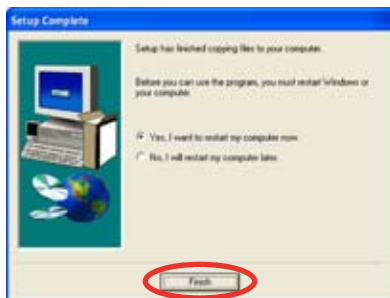 Setup Complete
Setup has finished copying files to your computer.
Before you can use the program, you must restart Windows or
your computer.
Yes, I want to restart my computer now.
No, I will restart my computer later.
Finish